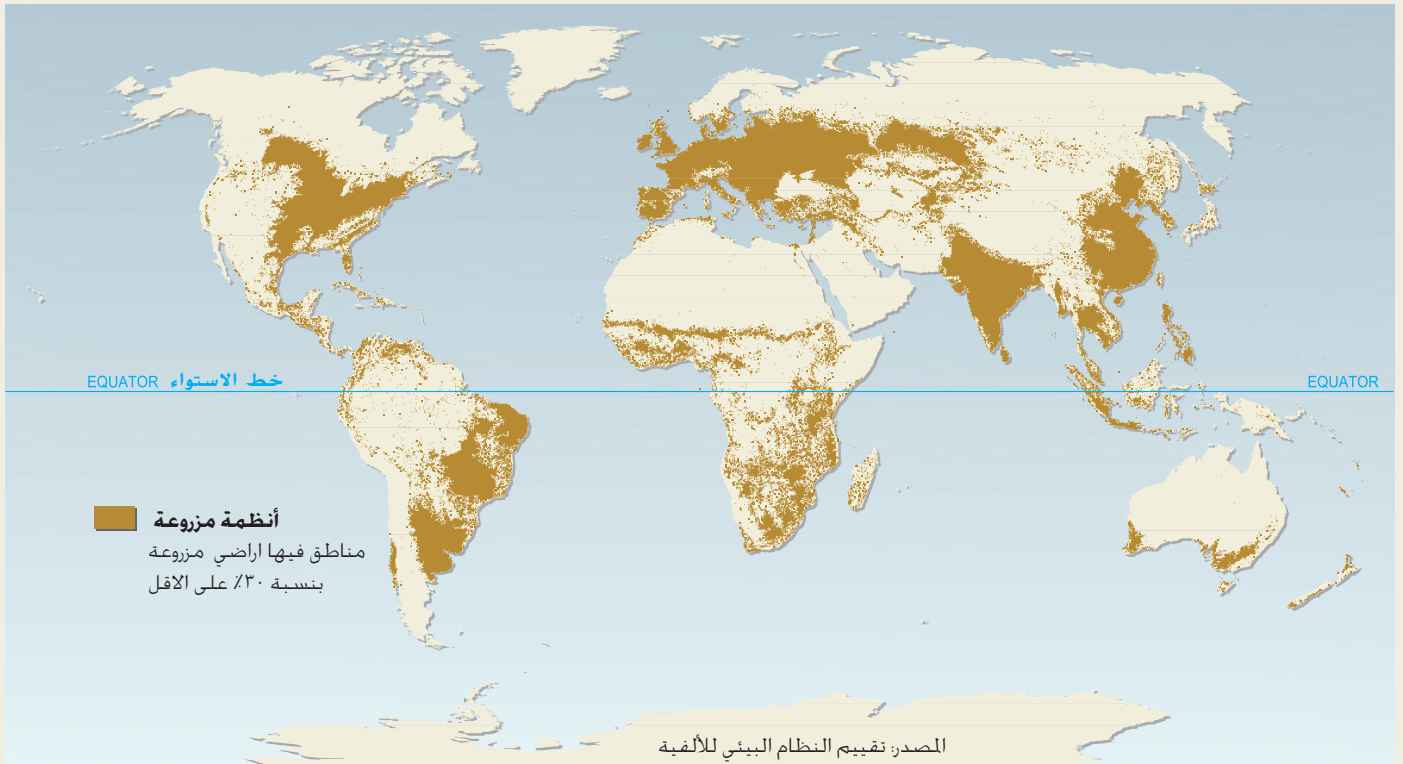 EQUATOR خط الاستواء
EQUATOR
أنظمة مزروعة
مناطق فيها اراضي مزروعة
بنسبة ٣٠٪ على الاقل
المصدر: تقييم النظام البيئي للألفية